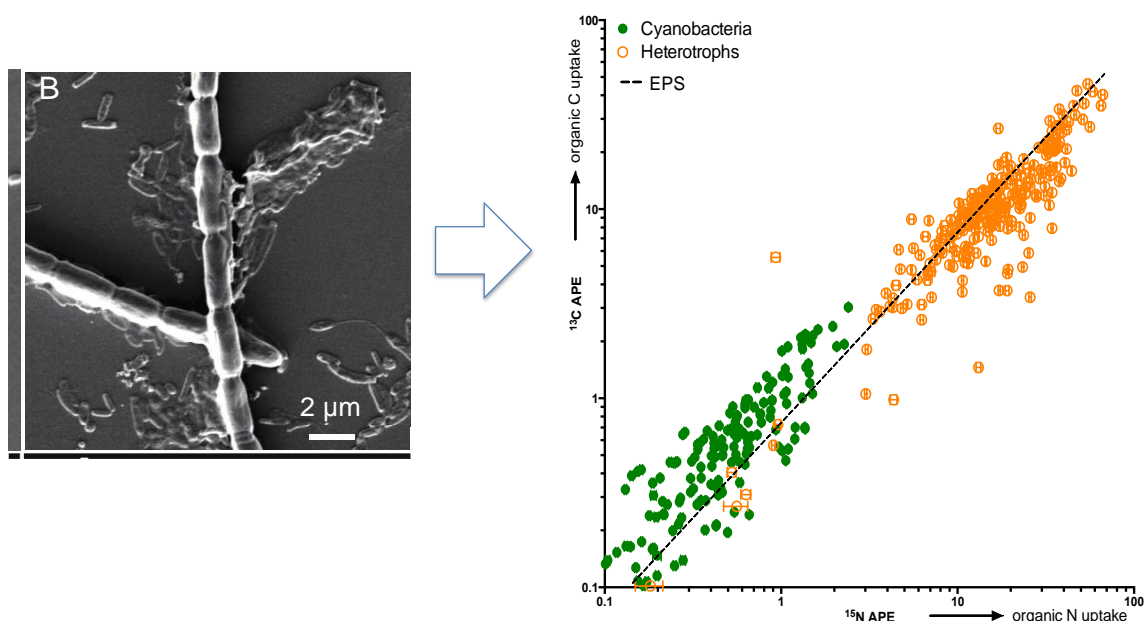 B
2 µm
Cyanobacteria
Heterotrophs
EPS
100
10
1
0.1
¹³C APE → organic C uptake
0.1
1
10
100
¹⁵N APE → organic N uptake